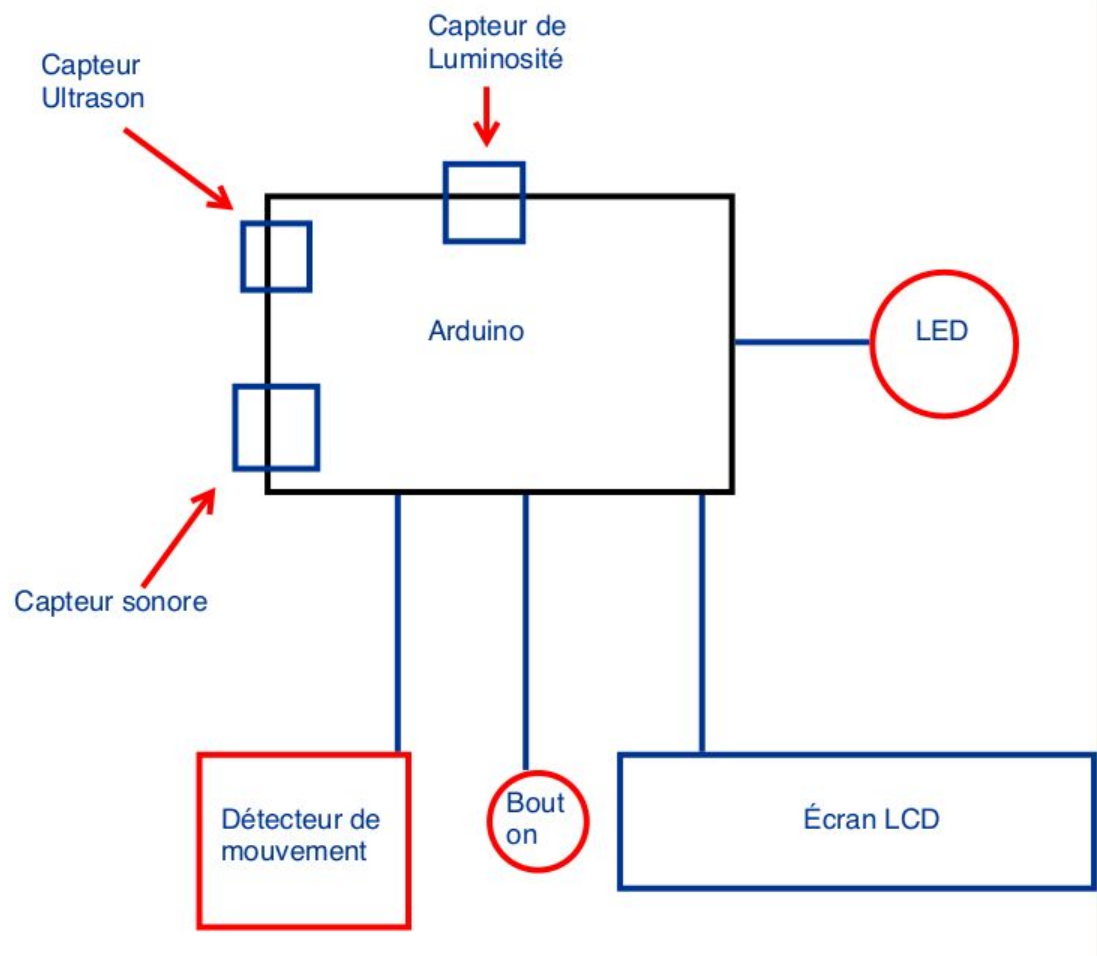 Capteur de
Luminosité
Capteur
Ultrason
Arduino
LED
Capteur sonore
Détecteur de
mouvement
Bout
on
Écran LCD